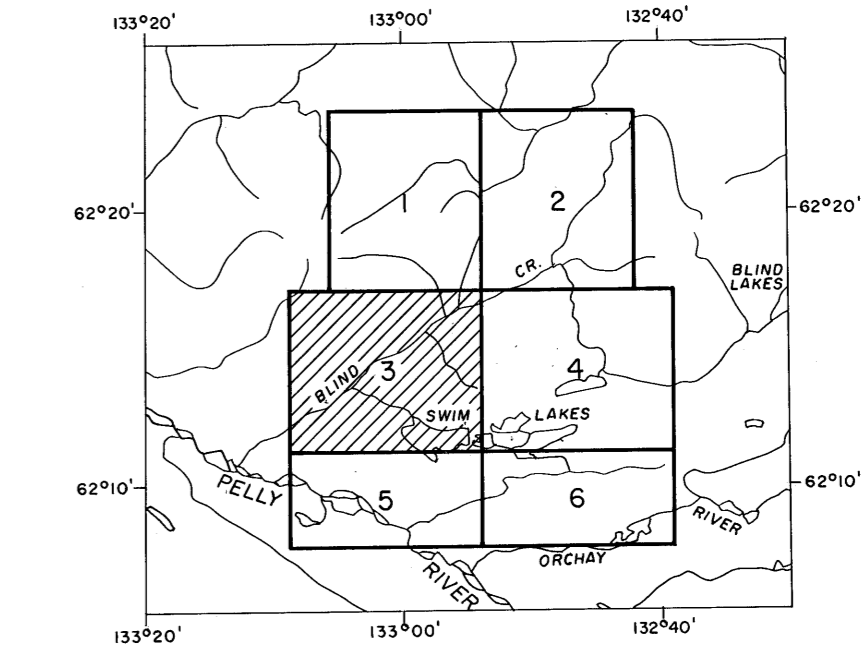 133°20'
133°00'
132°40'
62°20'
1
2
62°20'
CR.
BLIND
LAKES
BLIND
3
4
SWIM
LAKES
62°10'
PELLY
5
6
62°10'
RIVER
ORCHAY
RIVER
133°20'
133°00'
132°40'